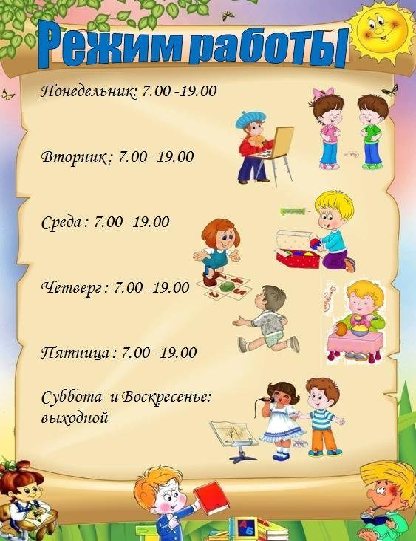 Режим работы
Понедельник: 7.00 -19.00
Вторник: 7.00 19.00
Среда: 7.00 19.00
Четверг: 7.00 19.00
Пятница: 7.00 19.00
Суббота и Воскресенье:
выходной